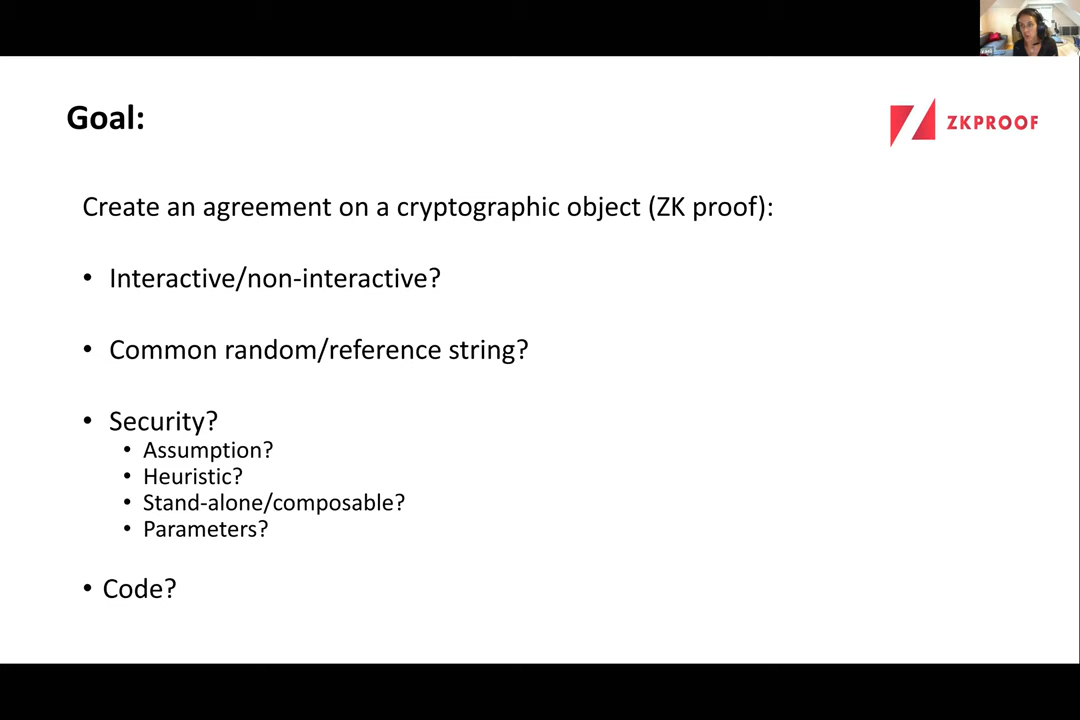 Goal:
ZKPROOF
Create an agreement on a cryptographic object (ZK proof):
• Interactive/non-interactive?
• Common random/reference string?
• Security?
• Assumption?
• Heuristic?
• Stand-alone/composable?
• Parameters?
• Code?